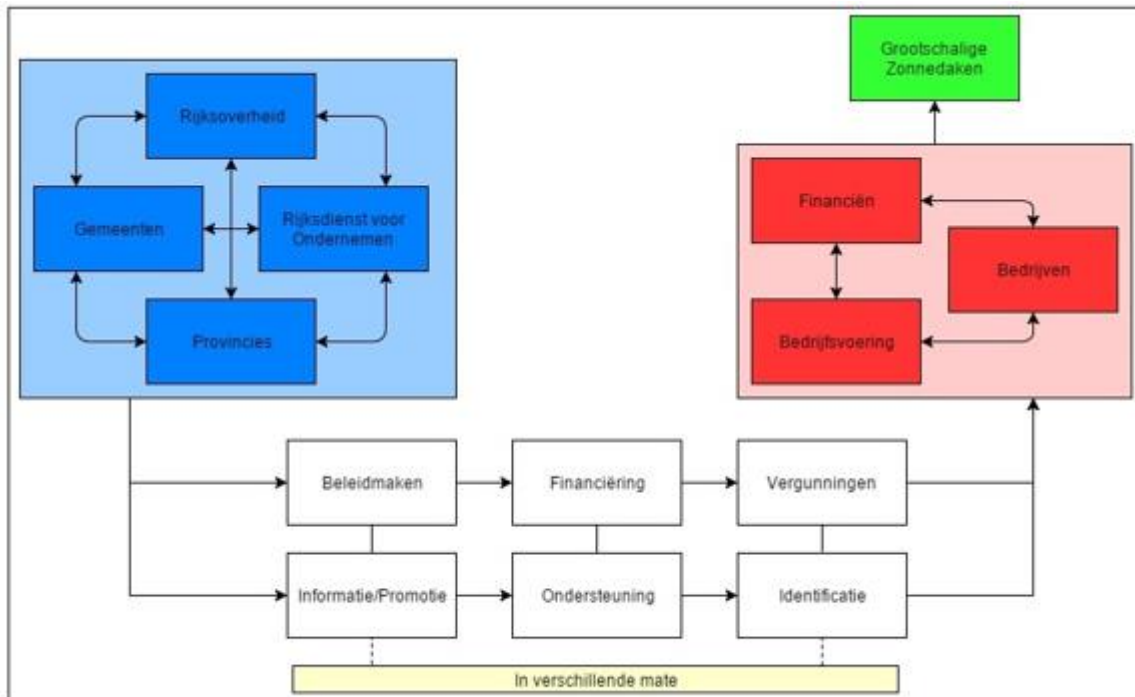 Grootschalige
Zonnedaken
Rijksoverheid
Gemeenten
Rijksdienst voor
Ondernemen
Provincies
Financiën
Bedrijven
Bedrijfsvoering
Beleidmaken
Financiëring
Vergunningen
Informatie/Promotie
Ondersteuning
Identificatie
In verschillende mate